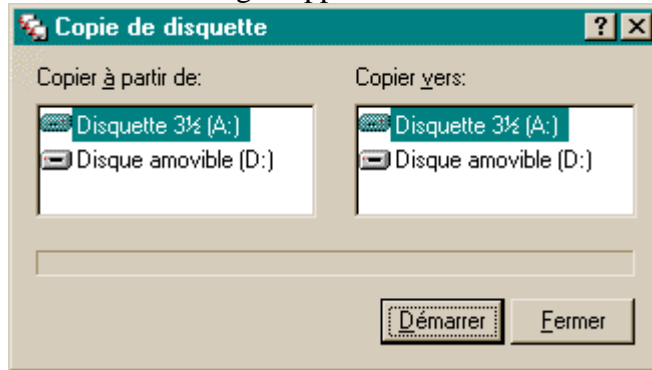 Copie de disquette
Copier à partir de:
Copier vers:
Disquette 3½ (A:)
Disque amovible (D:)
Disquette 3½ (A:)
Disque amovible (D:)
Démarrer
Fermer